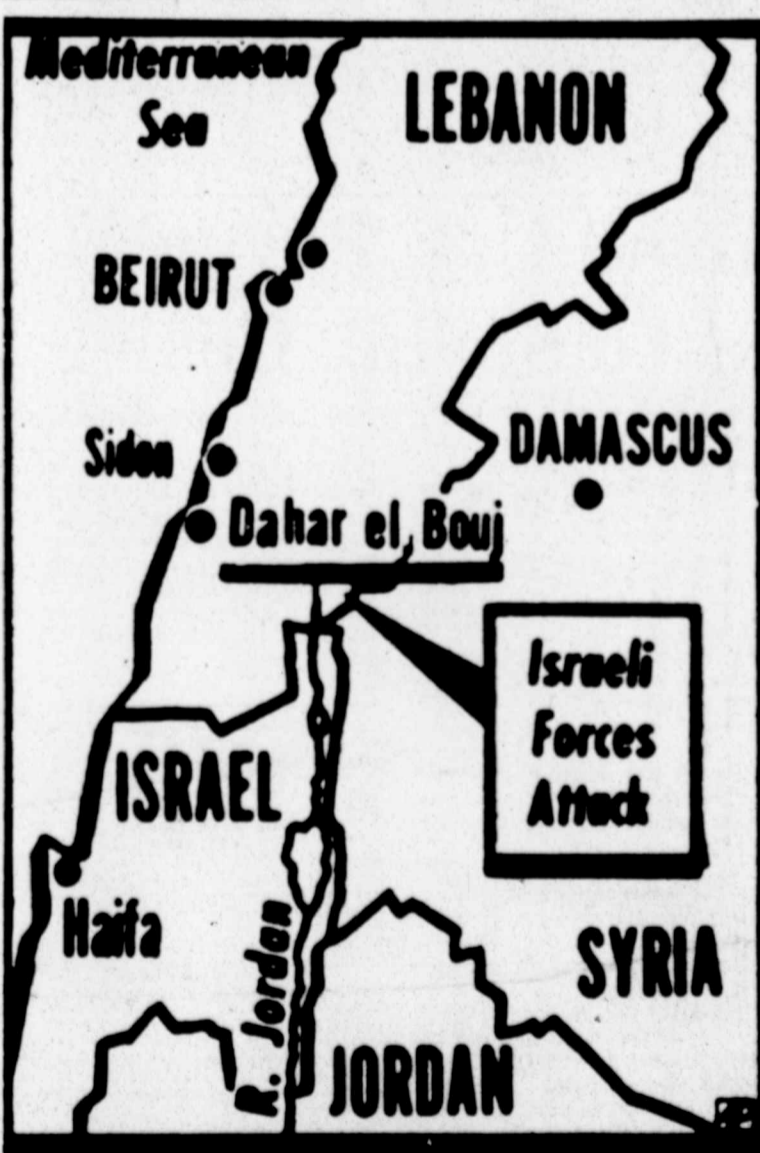 Mediterranean
Sea
LEBANON
BEIRUT
Sidon
DAMASCUS
Dahar el Bouj
Israeli
Forces
Attack
ISRAEL
Haifa
R. Jordan
SYRIA
JORDAN